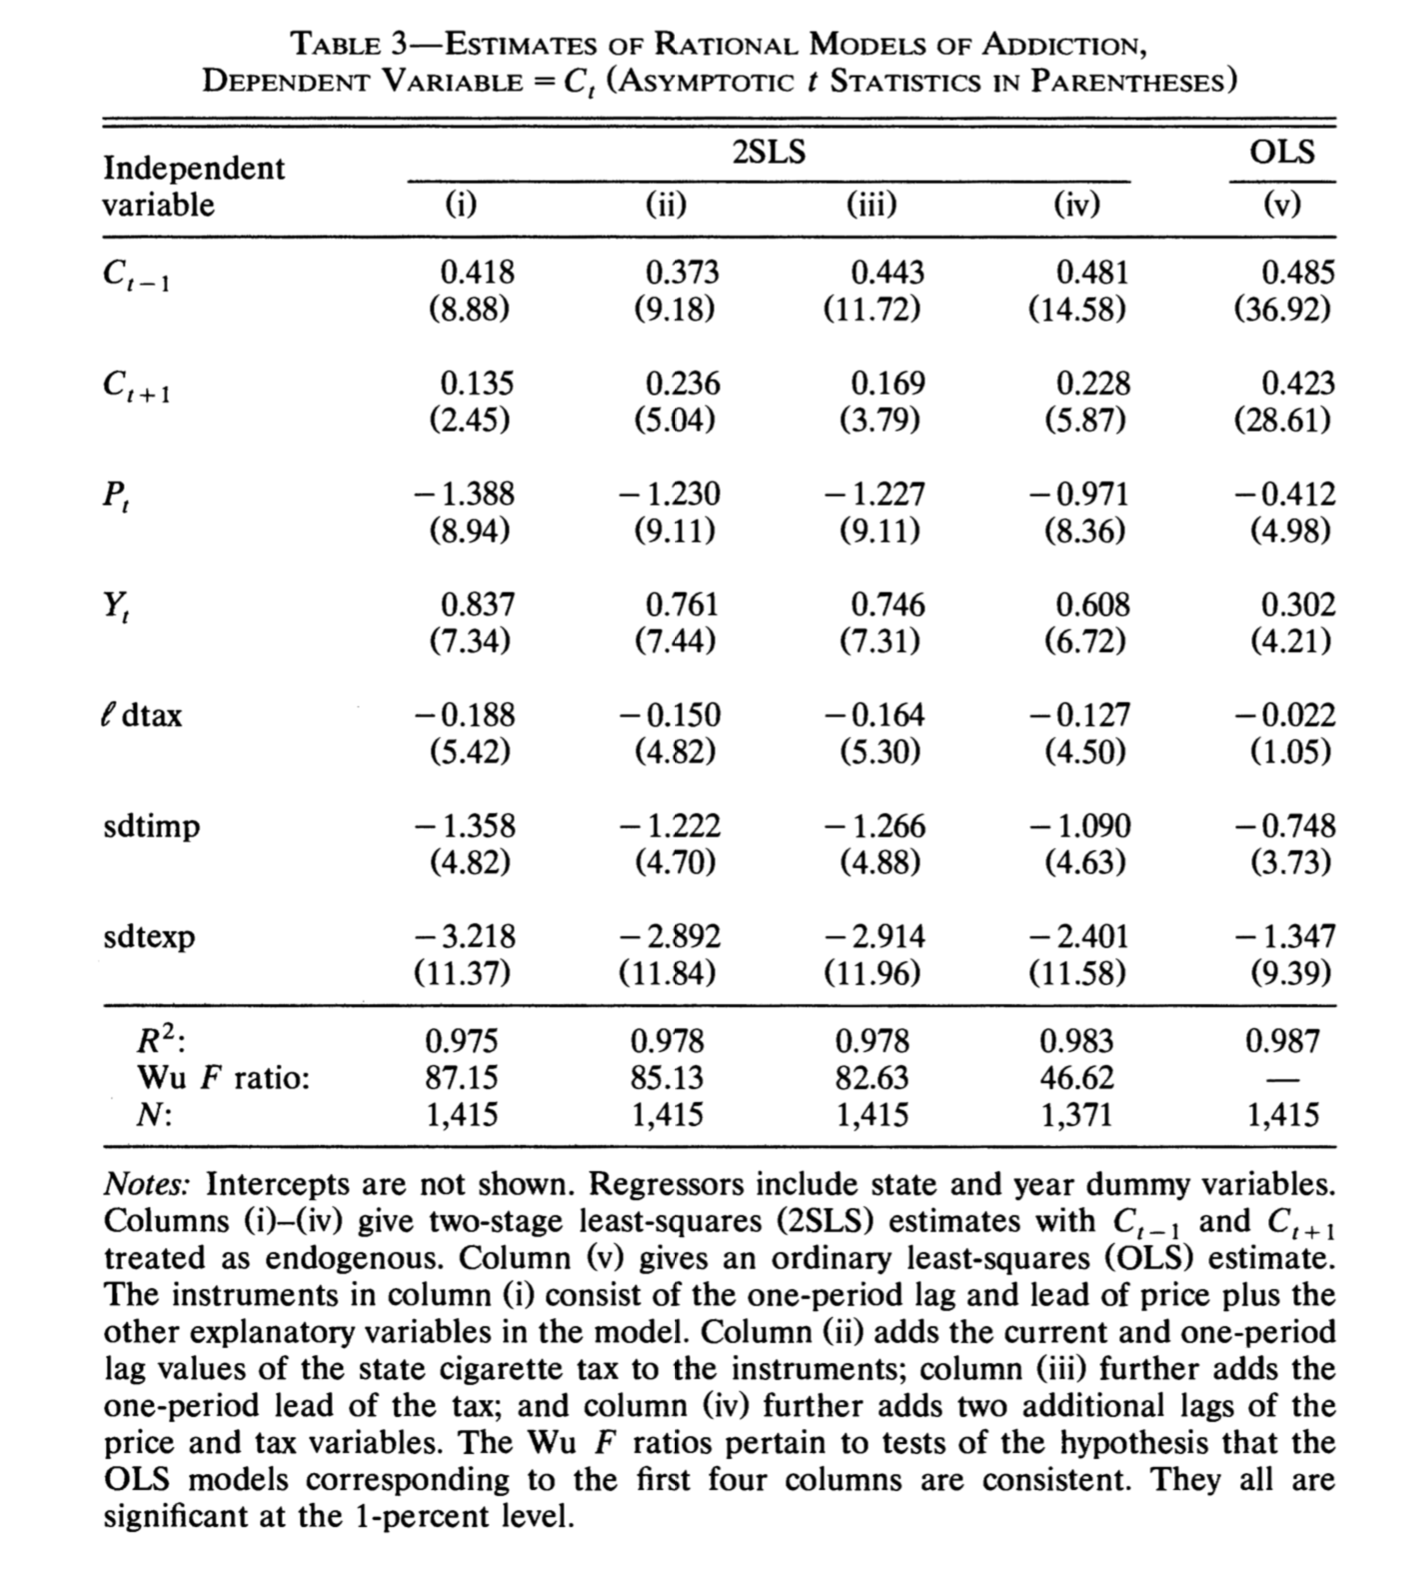 TABLE 3—ESTIMATES OF RATIONAL MODELS OF ADDICTION,
DEPENDENT VARIABLE = Cₜ (ASYMPTOTIC t STATISTICS IN PARENTHESES)
Independent variable 2SLS OLS
(i) (ii) (iii) (iv) (v)
Cₜ₋₁ 0.418 0.373 0.443 0.481 0.485
(8.88) (9.18) (11.72) (14.58) (36.92)
Cₜ₊₁ 0.135 0.236 0.169 0.228 0.423
(2.45) (5.04) (3.79) (5.87) (28.61)
Pₜ −1.388 −1.230 −1.227 −0.971 −0.412
(8.94) (9.11) (9.11) (8.36) (4.98)
Yₜ 0.837 0.761 0.746 0.608 0.302
(7.34) (7.44) (7.31) (6.72) (4.21)
ℓdtax −0.188 −0.150 −0.164 −0.127 −0.022
(5.42) (4.82) (5.30) (4.50) (1.05)
sdtimp −1.358 −1.222 −1.266 −1.090 −0.748
(4.82) (4.70) (4.88) (4.63) (3.73)
sdtexp −3.218 −2.892 −2.914 −2.401 −1.347
(11.37) (11.84) (11.96) (11.58) (9.39)
R²: 0.975 0.978 0.978 0.983 0.987
Wu F ratio: 87.15 85.13 82.63 46.62 —
N: 1,415 1,415 1,415 1,371 1,415
Notes: Intercepts are not shown. Regressors include state and year dummy variables.
Columns (i)–(iv) give two-stage least-squares (2SLS) estimates with Cₜ₋₁ and Cₜ₊₁
treated as endogenous. Column (v) gives an ordinary least-squares (OLS) estimate.
The instruments in column (i) consist of the one-period lag and lead of price plus the
other explanatory variables in the model. Column (ii) adds the current and one-period
lag values of the state cigarette tax to the instruments; column (iii) further adds the
one-period lead of the tax; and column (iv) further adds two additional lags of the
price and tax variables. The Wu F ratios pertain to tests of the hypothesis that the
OLS models corresponding to the first four columns are consistent. They all are
significant at the 1-percent level.